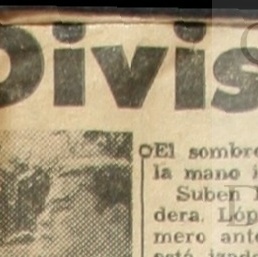 Divis
El sombre
la mano
Suben
dera. Lóp
mero ante